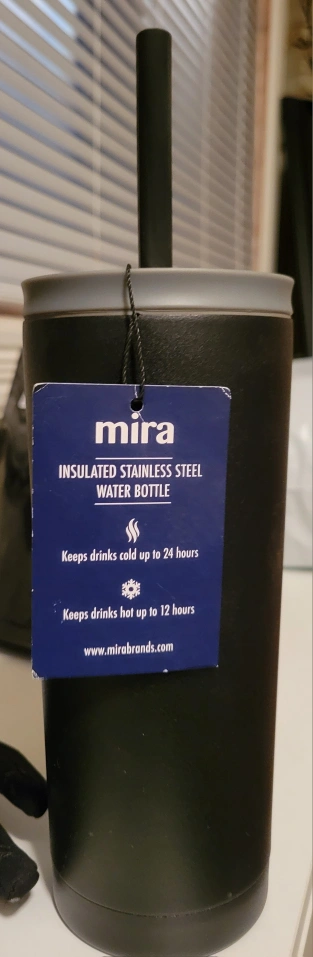 mira
INSULATED STAINLESS STEEL
WATER BOTTLE
Keeps drinks cold up to 24 hours
Keeps drinks hot up to 12 hours
www.mirabrands.com